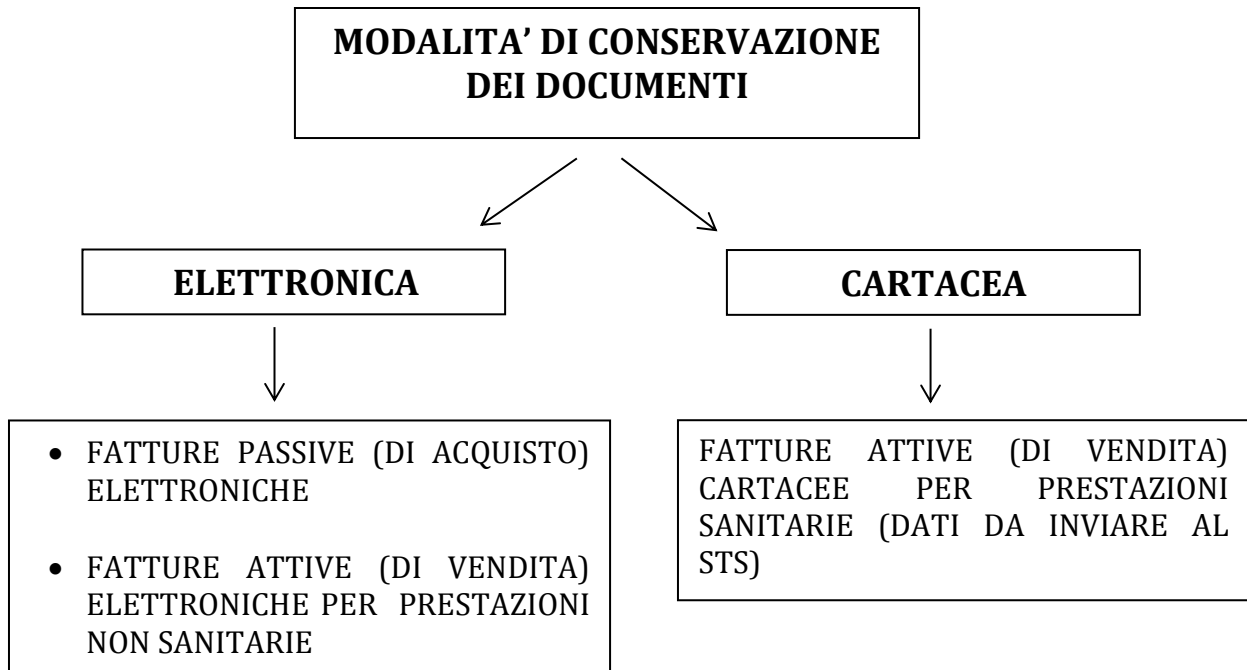 MODALITA’ DI CONSERVAZIONE
DEI DOCUMENTI
ELETTRONICA
CARTACEA
• FATTURE PASSIVE (DI ACQUISTO)
ELETTRONICHE
• FATTURE ATTIVE (DI VENDITA)
ELETTRONICHE PER PRESTAZIONI
NON SANITARIE
FATTURE ATTIVE (DI VENDITA)
CARTACEE PER PRESTAZIONI
SANITARIE (DATI DA INVIARE AL
STS)